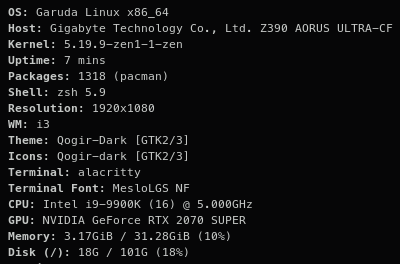 OS: Garuda Linux x86_64
Host: Gigabyte Technology Co., Ltd. Z390 AORUS ULTRA-CF
Kernel: 5.19.9-zen1-1-zen
Uptime: 7 mins
Packages: 1318 (pacman)
Shell: zsh 5.9
Resolution: 1920x1080
WM: i3
Theme: Qogir-Dark [GTK2/3]
Icons: Qogir-dark [GTK2/3]
Terminal: alacritty
Terminal Font: MesloLGS NF
CPU: Intel i9-9900K (16) @ 5.000GHz
GPU: NVIDIA GeForce RTX 2070 SUPER
Memory: 3.17GiB / 31.28GiB (10%)
Disk (/): 18G / 101G (18%)